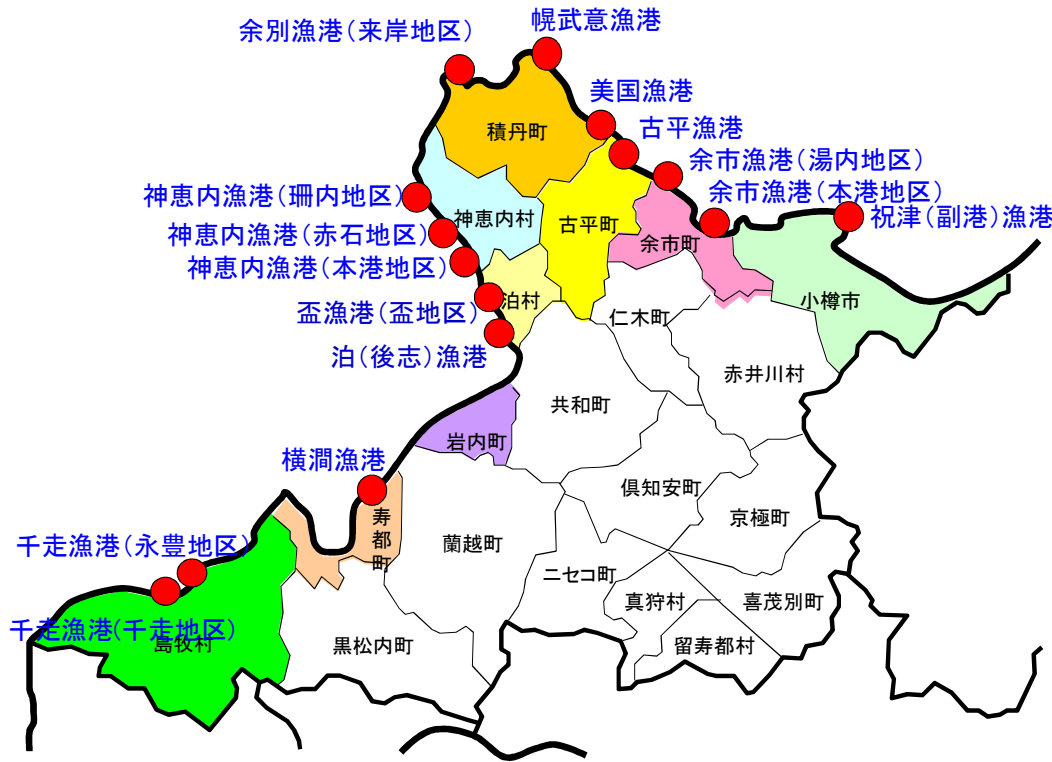 幌武意漁港
余別漁港(来岸地区)
美国漁港
古平漁港
積丹町
余市漁港(湯内地区)
余市漁港(本港地区)
神恵内漁港(珊内地区)
祝津(副港)漁港
神恵内村
古平町
神恵内漁港(赤石地区)
余市町
神恵内漁港(本港地区)
泊村
小樽市
盃漁港(盃地区)
仁木町
泊(後志)漁港
赤井川村
共和町
岩内町
横澗漁港
倶知安町
京極町
寿都町
蘭越町
千走漁港(永豊地区)
ニセコ町
真狩村
喜茂別町
千走漁港(千走地区)
島牧村
黒松内町
留寿都村